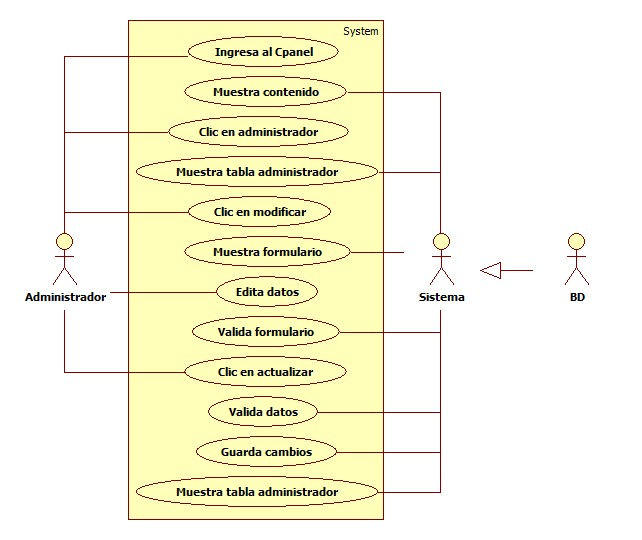 System
Ingresa al Cpanel
Muestra contenido
Clic en administrador
Muestra tabla administrador
Clic en modificar
Muestra formulario
Administrador
Edita datos
Sistema
BD
Valida formulario
Clic en actualizar
Valida datos
Guarda cambios
Muestra tabla administrador